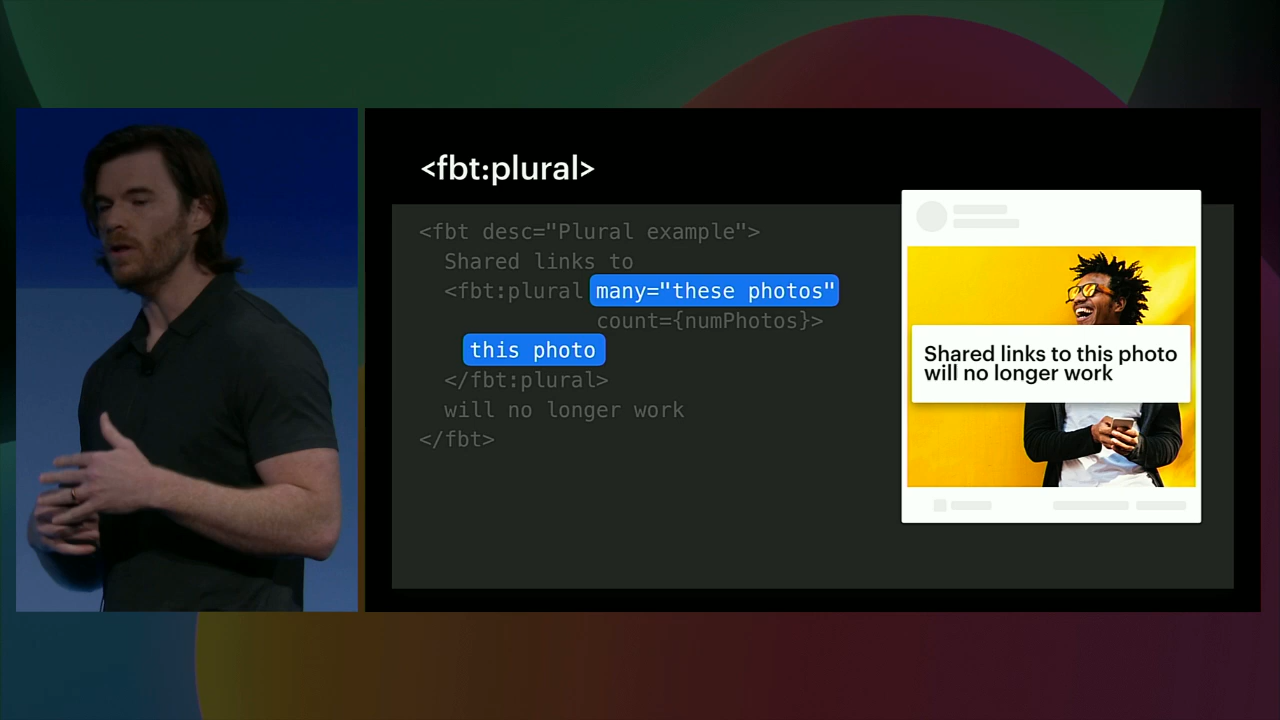 <fbt:plural>
<fbt desc="Plural example">
Shared links to
<fbt:plural many="these photos"
count={numPhotos}>
this photo
</fbt:plural>
will no longer work
</fbt>
Shared links to this photo
will no longer work